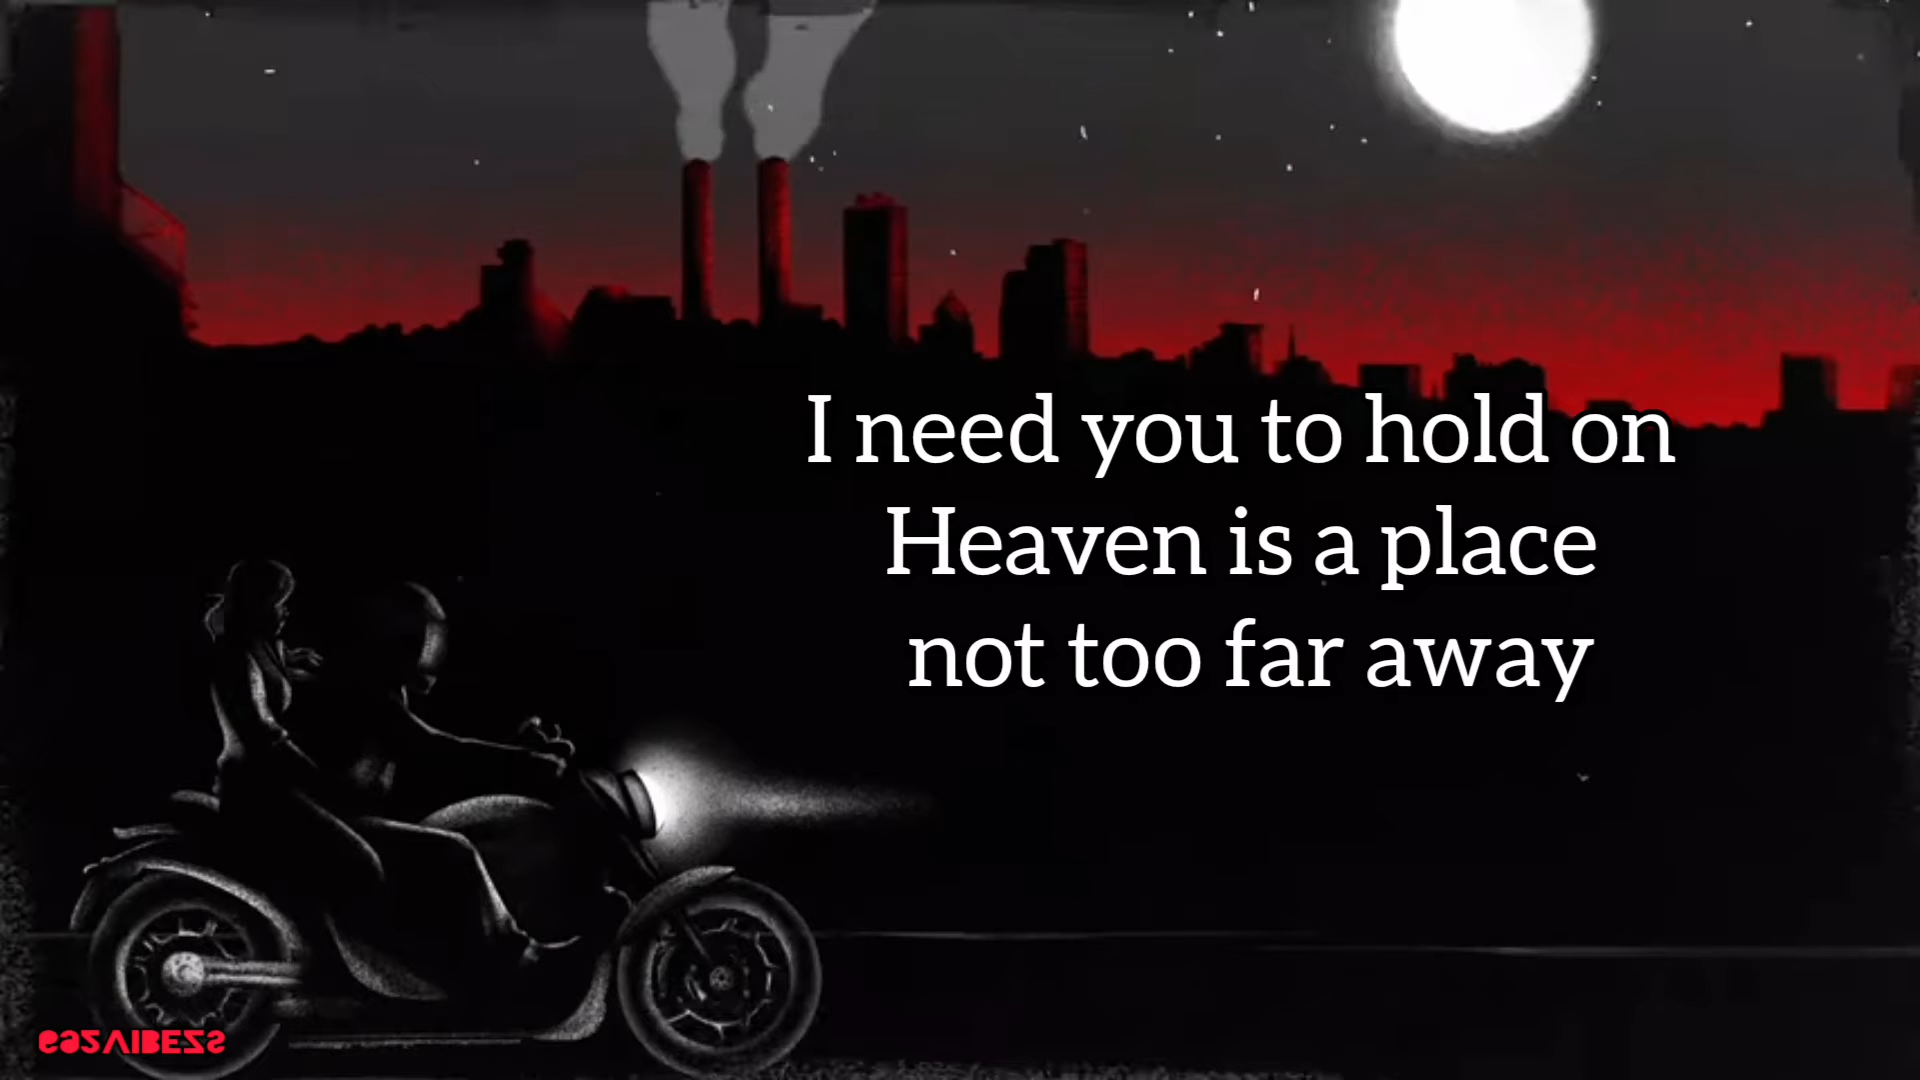 I need you to hold on
Heaven is a place
not too far away